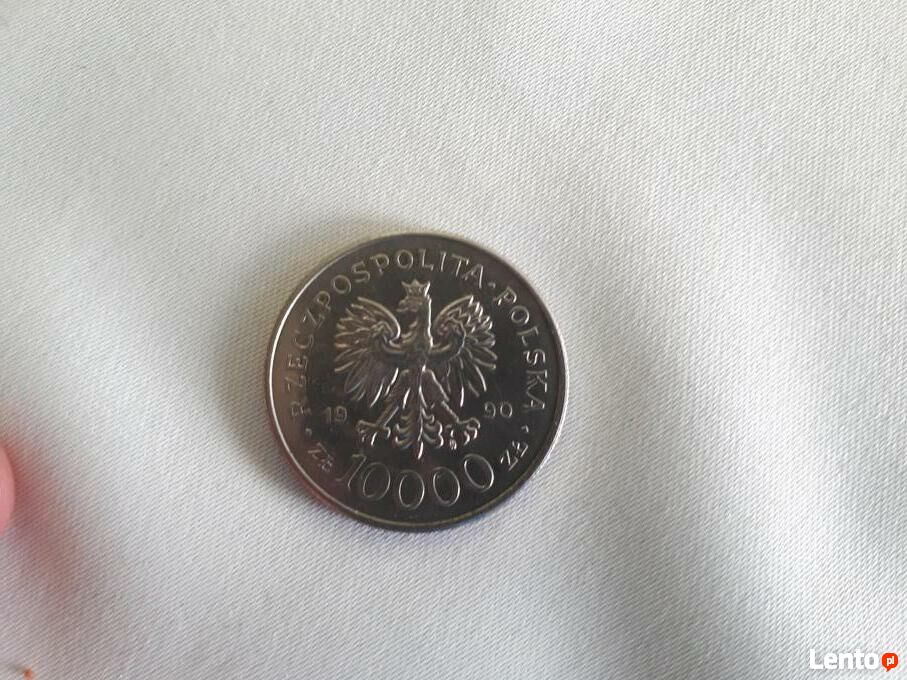 RZECZPOSPOLITA · POLSKA
19 90
ZŁ 10000 ZŁ
Lento pl